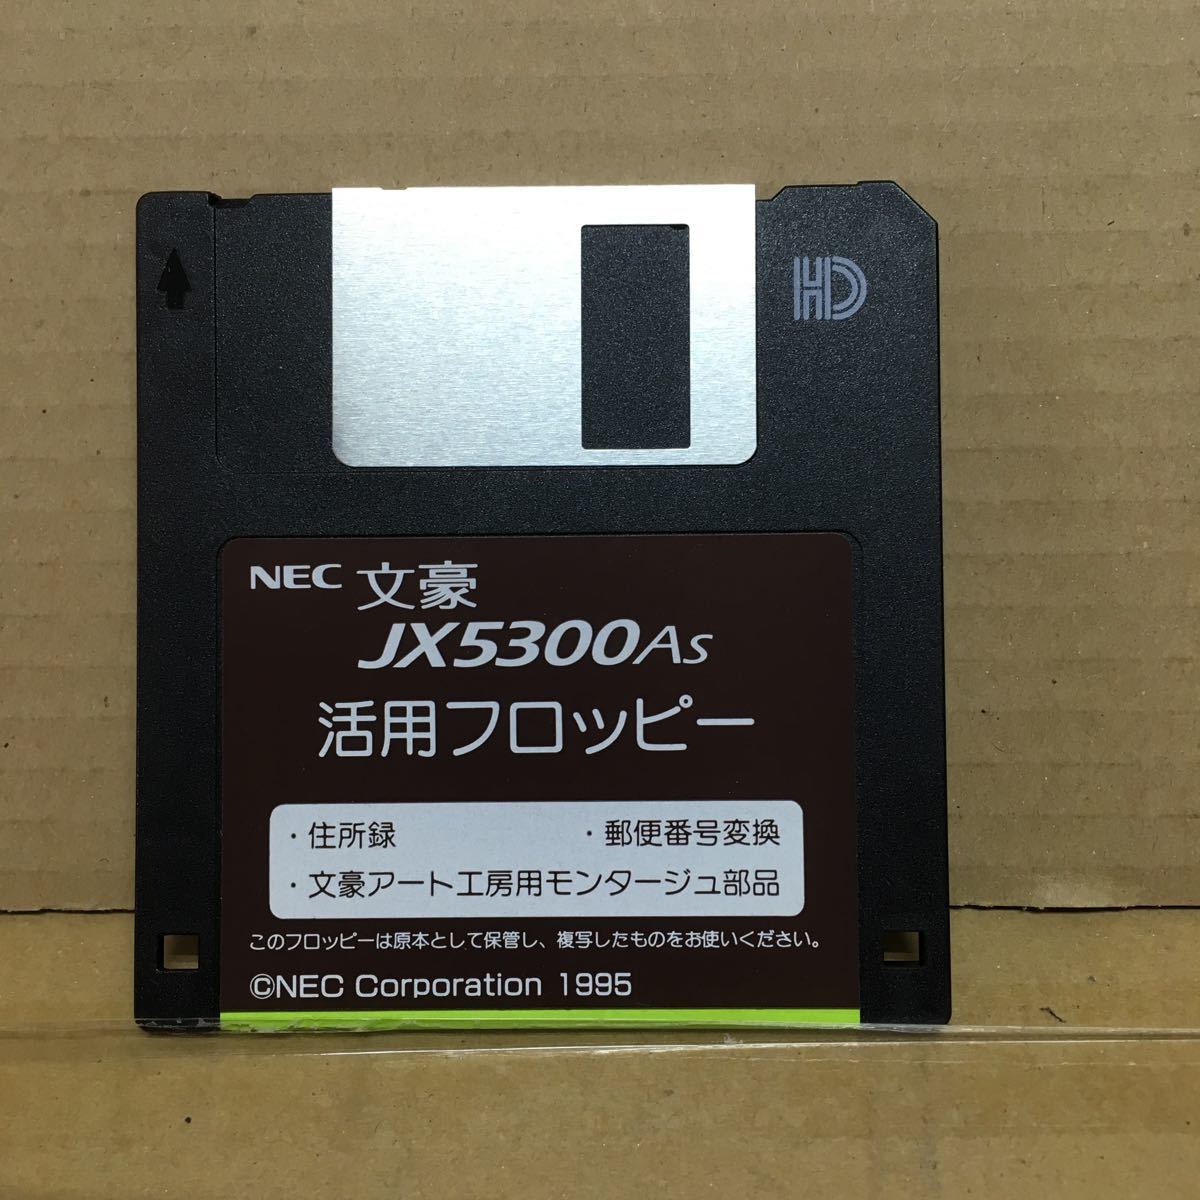 HD
NEC 文豪
JX5300As
活用フロッピー
・住所録 ・郵便番号変換
・文豪アート工房用モンタージュ部品
このフロッピーは原本として保管し、複写したものをお使いください。
©NEC Corporation 1995